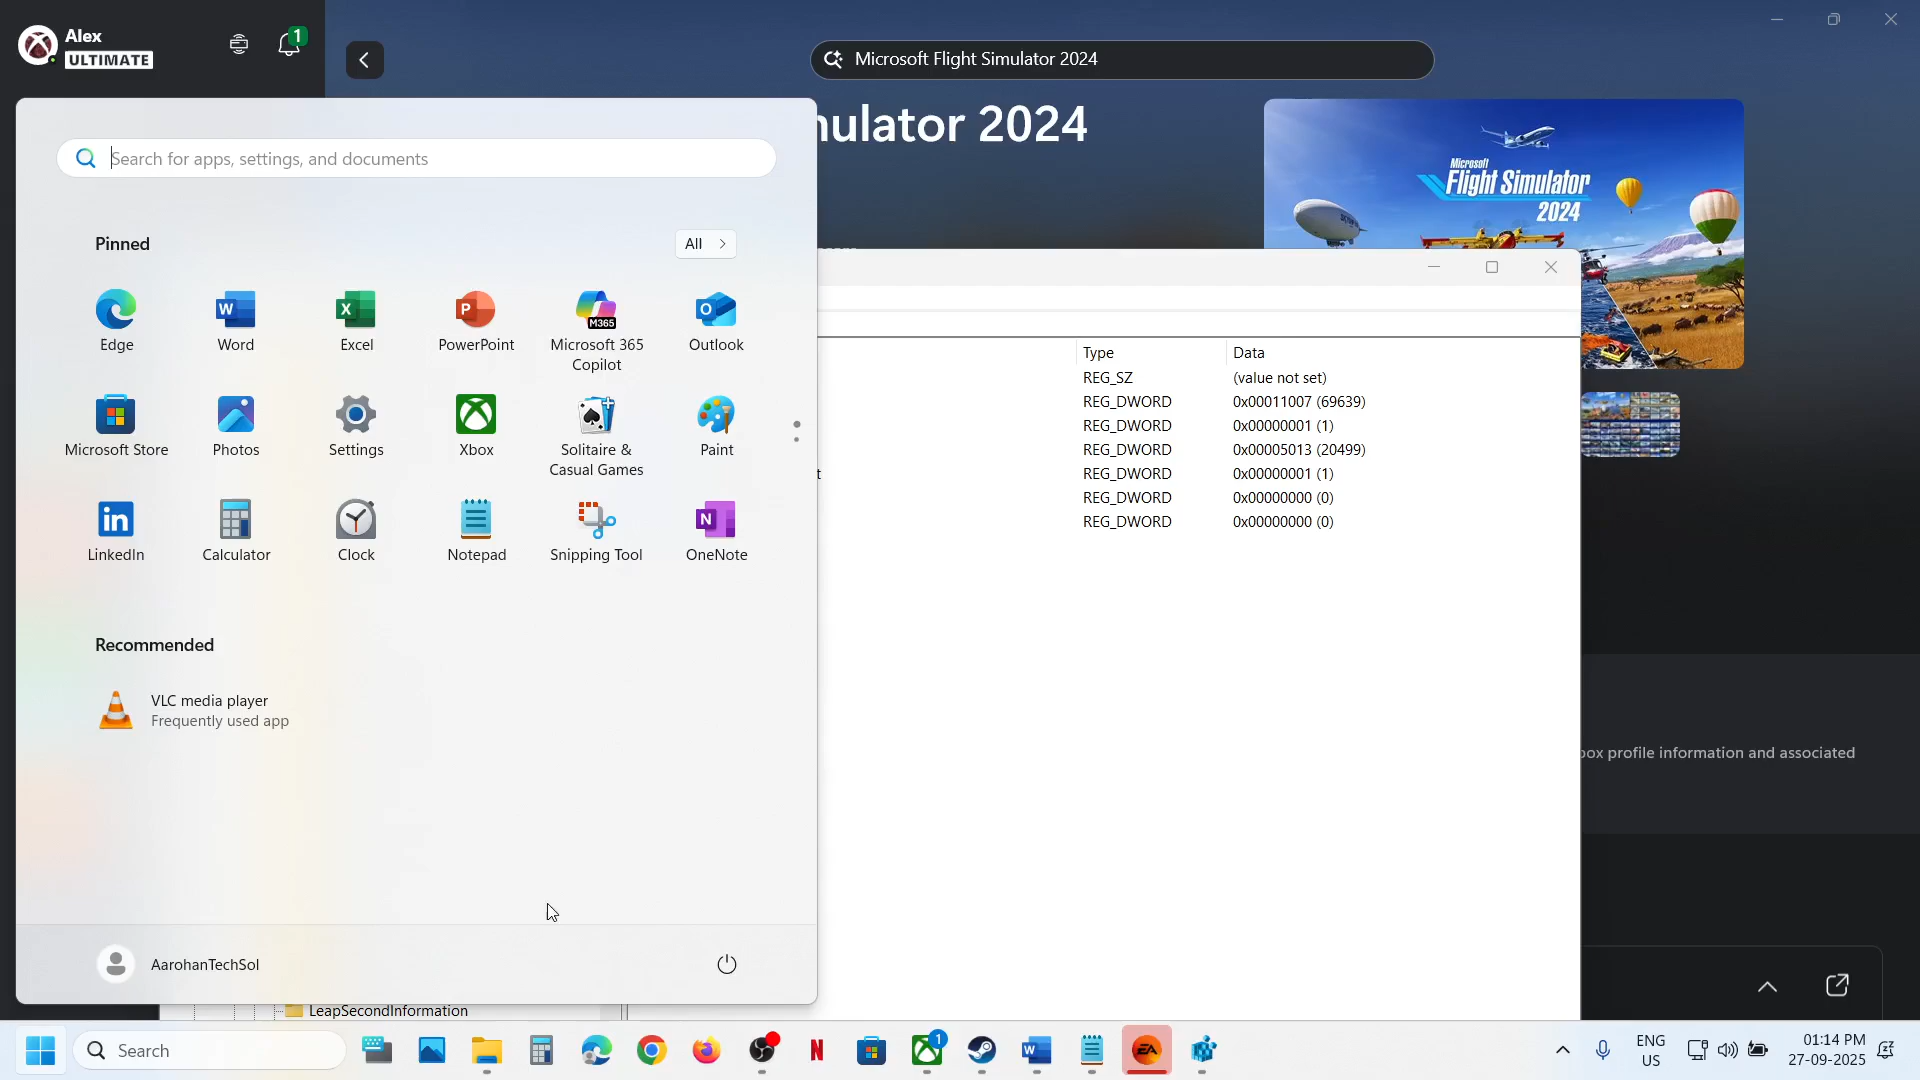 Alex
ULTIMATE
1
Microsoft Flight Simulator 2024
nulator 2024
Microsoft
Flight Simulator
2024
Search for apps, settings, and documents
Pinned
All
Edge
Word
Excel
PowerPoint
Microsoft 365
Copilot
M365
Outlook
Microsoft Store
Photos
Settings
Xbox
Solitaire &
Casual Games
Paint
LinkedIn
Calculator
Clock
Notepad
Snipping Tool
OneNote
Recommended
VLC media player
Frequently used app
AarohanTechSol
Type Data
REG_SZ (value not set)
REG_DWORD 0x00011007 (69639)
REG_DWORD 0x00000001 (1)
REG_DWORD 0x00005013 (20499)
t REG_DWORD 0x00000001 (1)
REG_DWORD 0x00000000 (0)
REG_DWORD 0x00000000 (0)
box profile information and associated
LeapSecondInformation
Search
1
EA
ENG
US
01:14 PM
27-09-2025